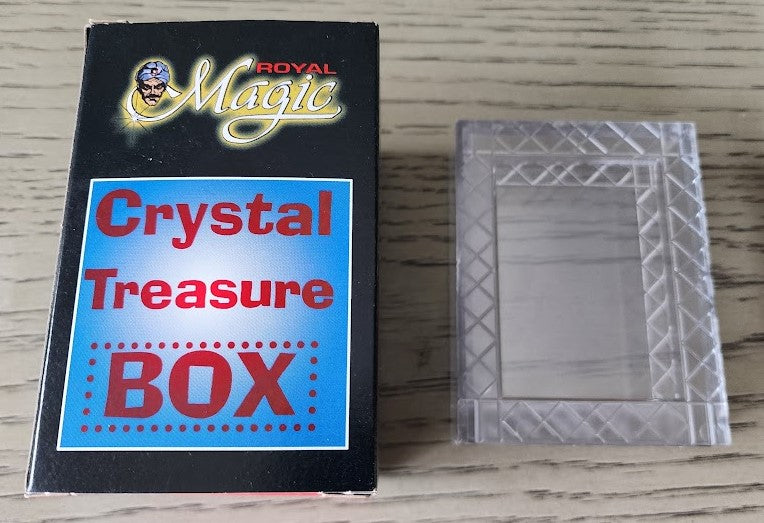 ROYAL
Magic
Crystal
Treasure
BOX